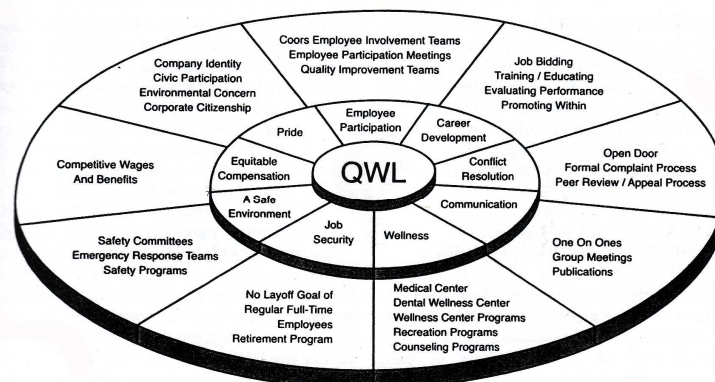 Coors Employee Involvement Teams
Employee Participation Meetings
Quality Improvement Teams
Job Bidding
Training / Educating
Evaluating Performance
Promoting Within
Open Door
Formal Complaint Process
Peer Review / Appeal Process
One On Ones
Group Meetings
Publications
Medical Center
Dental Wellness Center
Wellness Center Programs
Recreation Programs
Counseling Programs
No Layoff Goal of
Regular Full-Time
Employees
Retirement Program
Safety Committees
Emergency Response Teams
Safety Programs
Competitive Wages
And Benefits
Company Identity
Civic Participation
Environmental Concern
Corporate Citizenship
Employee
Participation
Career
Development
Conflict
Resolution
Communication
Wellness
Job
Security
A Safe
Environment
Equitable
Compensation
Pride
QWL